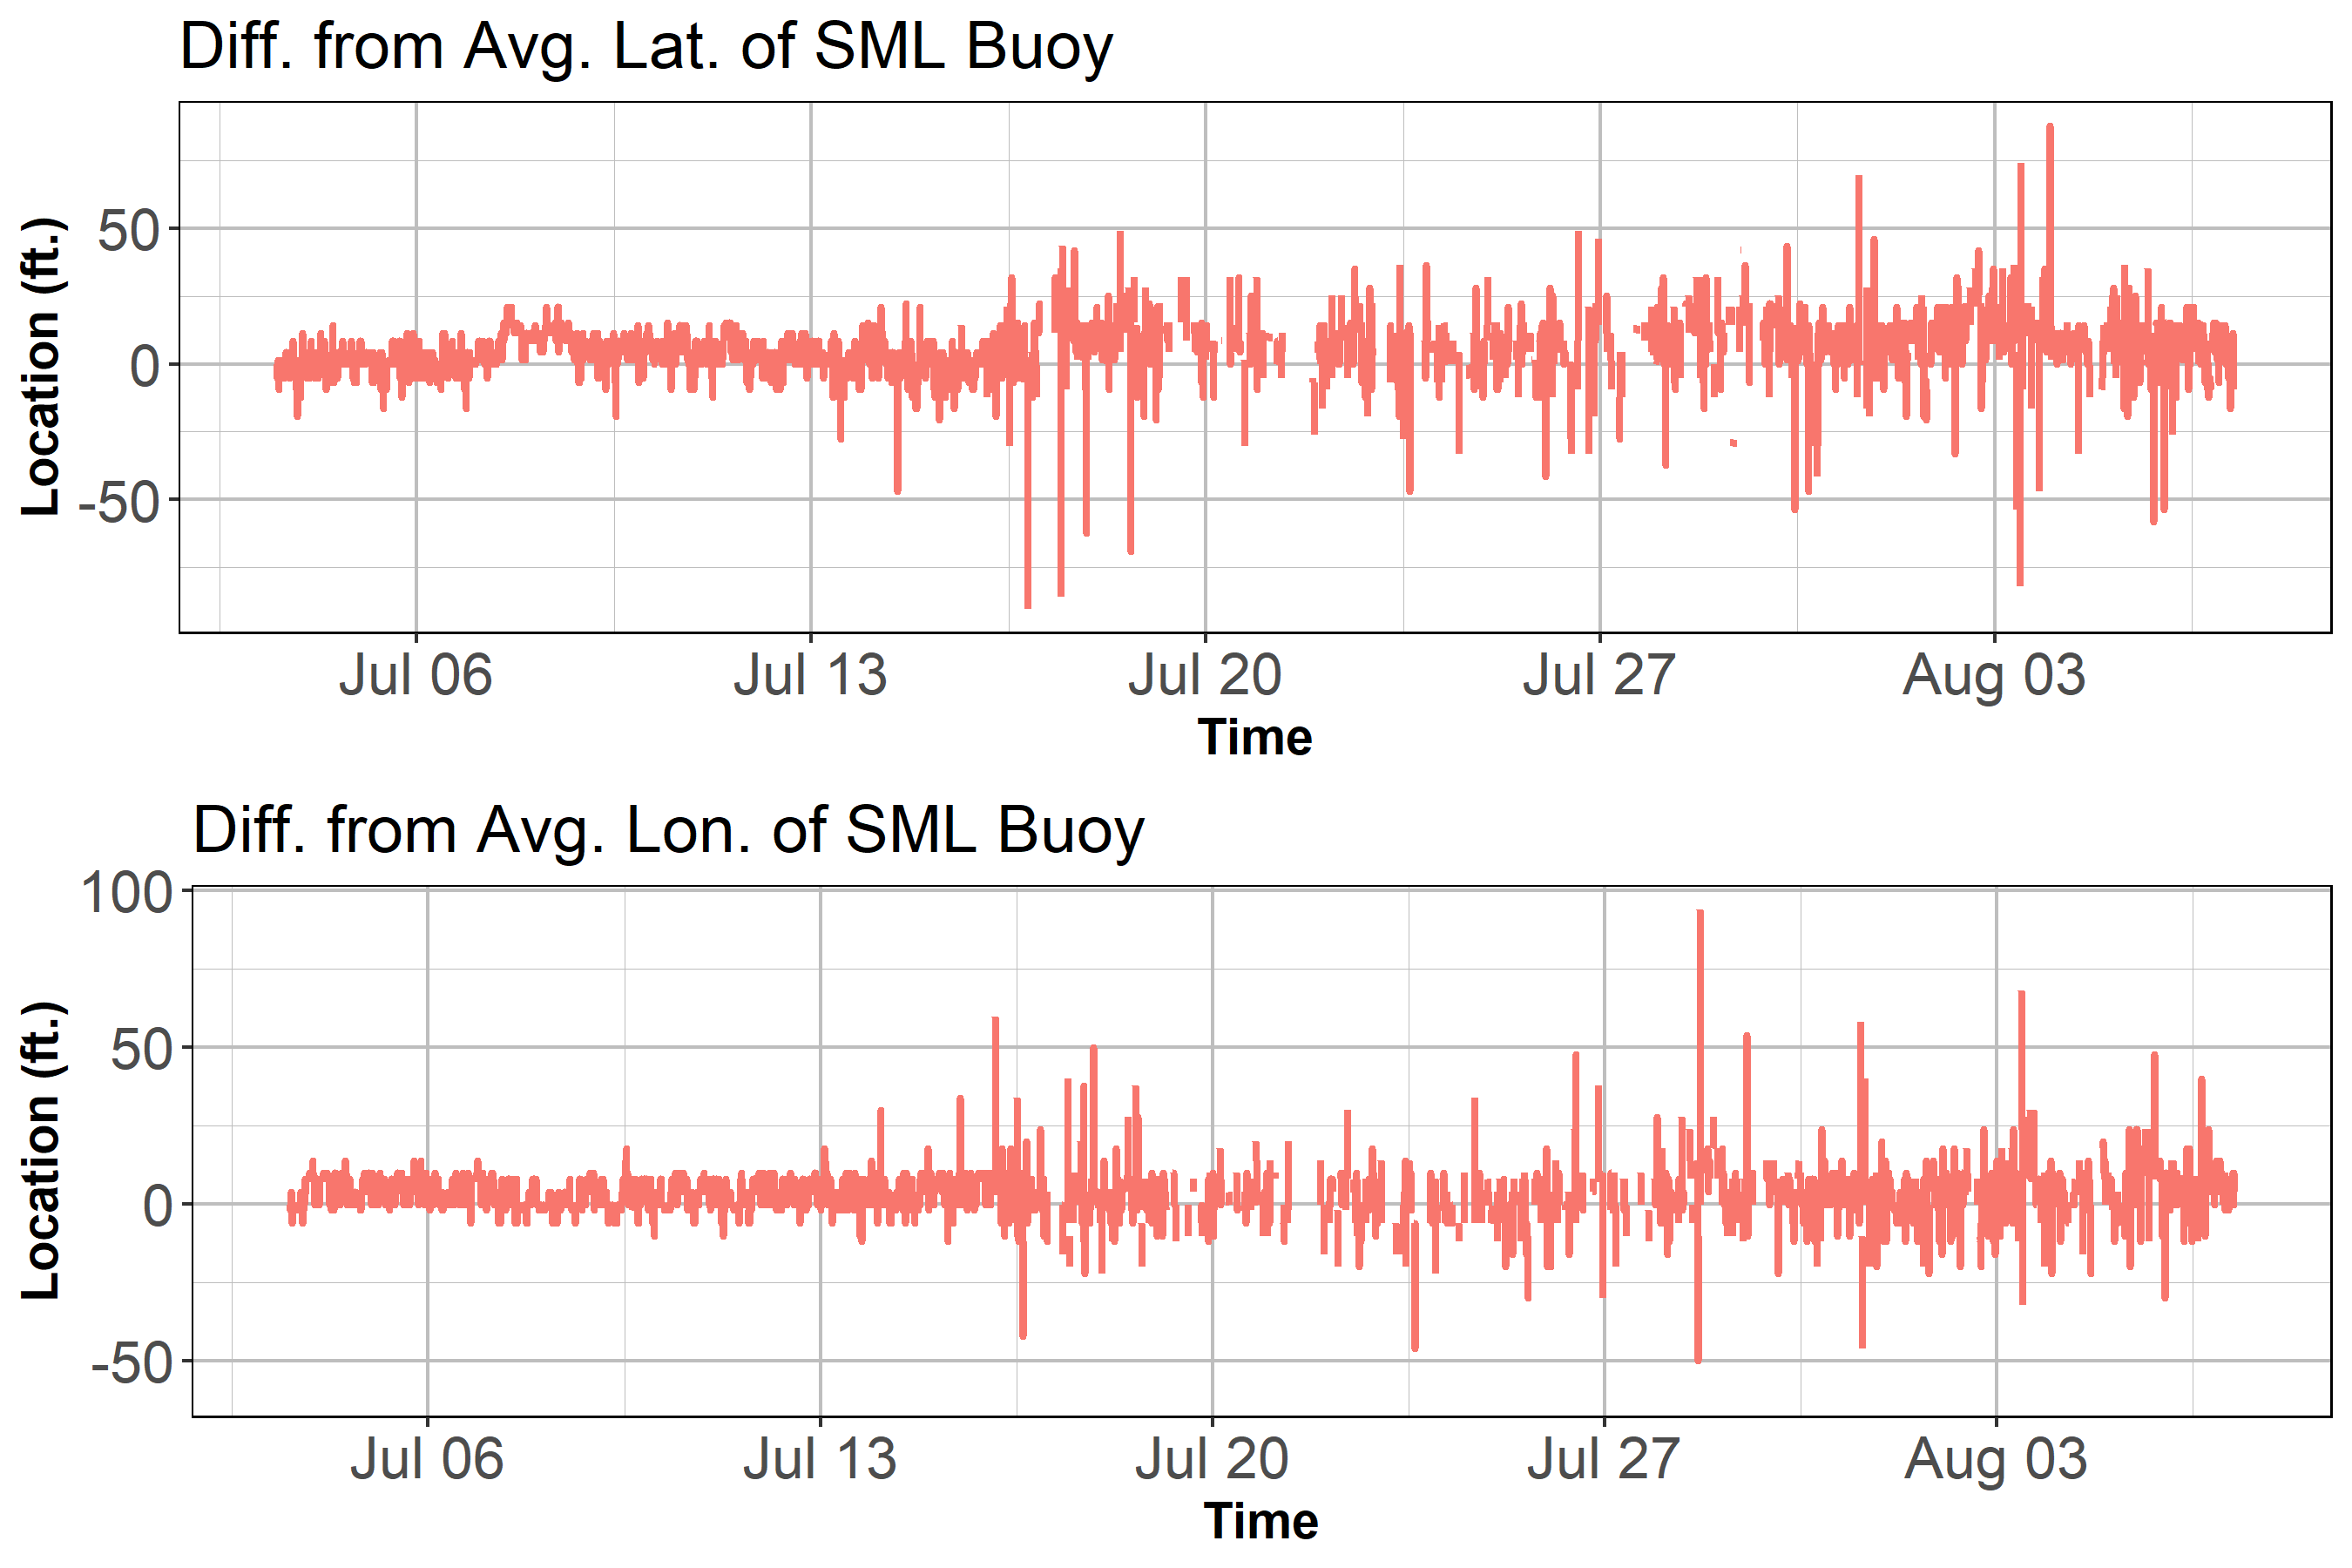 Diff. from Avg. Lat. of SML Buoy
Location (ft.)
50
0
-50
Jul 06 Jul 13 Jul 20 Jul 27 Aug 03
Time
Diff. from Avg. Lon. of SML Buoy
Location (ft.)
100
50
0
-50
Jul 06 Jul 13 Jul 20 Jul 27 Aug 03
Time